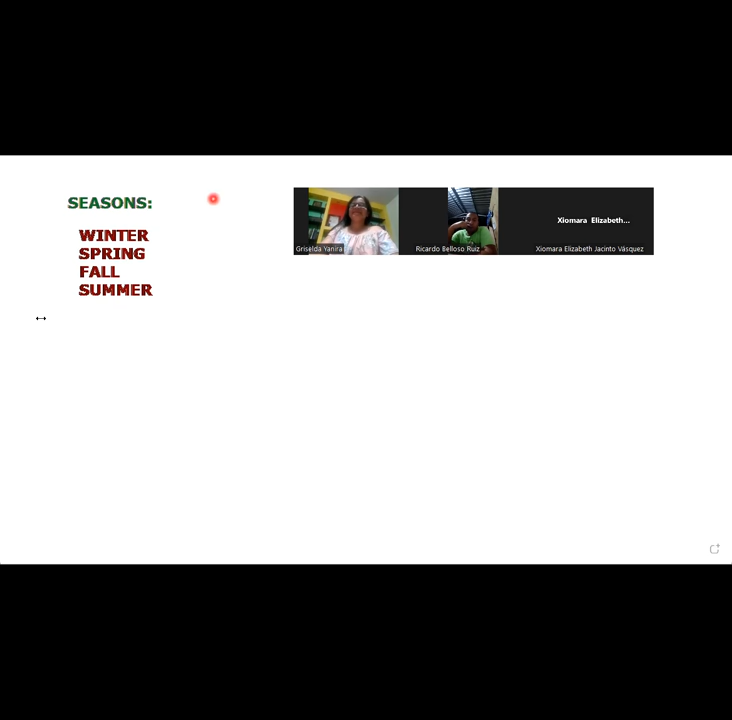 SEASONS:
WINTER
SPRING
FALL
SUMMER
Xiomara Elizabeth...
Griselda Yanira
Ricardo Belloso Ruiz
Xiomara Elizabeth Jacinto Vásquez